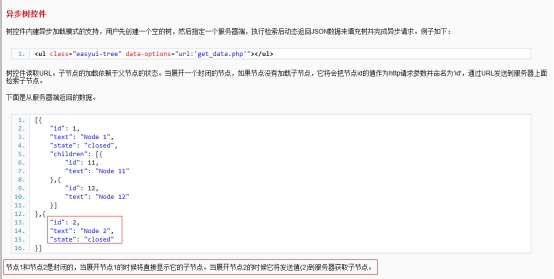 异步树控件
树控件内建异步加载模式的支持，用户先创建一个空的树，然后指定一个服务器端，执行检索后动态返回JSON数据来填充树并完成异步请求。例子如下：
1. <ul class="easyui-tree" data-options="url:'get_data.php'"></ul>
树控件读取URL。子节点的加载依赖于父节点的状态。当展开一个封闭的节点，如果节点没有加载子节点，它将会把节点id的值作为http请求参数并命名为'id'，通过URL发送到服务器上面
检索子节点。
下面是从服务器端返回的数据。
1. [{
2. "id": 1,
3. "text": "Node 1",
4. "state": "closed",
5. "children": [{
6. "id": 11,
7. "text": "Node 11"
8. },{
9. "id": 12,
10. "text": "Node 12"
11. }]
12. },{
13. "id": 2,
14. "text": "Node 2",
15. "state": "closed"
16. }]
节点1和节点2是封闭的，当展开节点1的时候将直接显示它的子节点。当展开节点2的时候它将发送值(2)到服务器获取子节点。